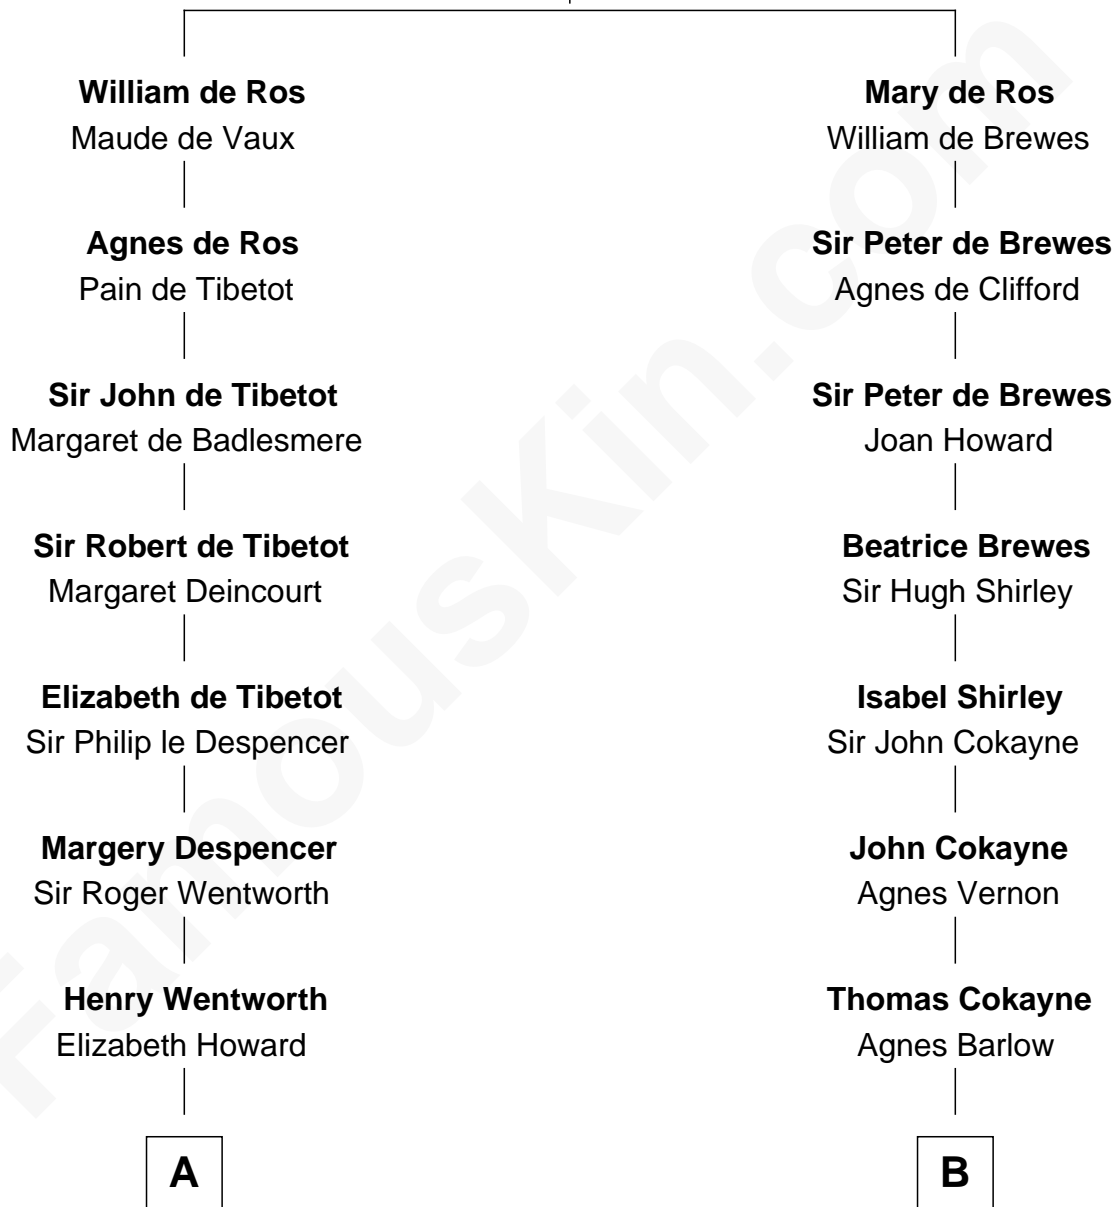 William de Ros
Maude de Vaux
Agnes de Ros
Pain de Tibetot
Sir John de Tibetot
Margaret de Badlesmere
Sir Robert de Tibetot
Margaret Deincourt
Elizabeth de Tibetot
Sir Philip le Despencer
Margery Despencer
Sir Roger Wentworth
Henry Wentworth
Elizabeth Howard
A
Mary de Ros
William de Brewes
Sir Peter de Brewes
Agnes de Clifford
Sir Peter de Brewes
Joan Howard
Beatrice Brewes
Sir Hugh Shirley
Isabel Shirley
Sir John Cokayne
John Cokayne
Agnes Vernon
Thomas Cokayne
Agnes Barlow
B
FamousKin.com